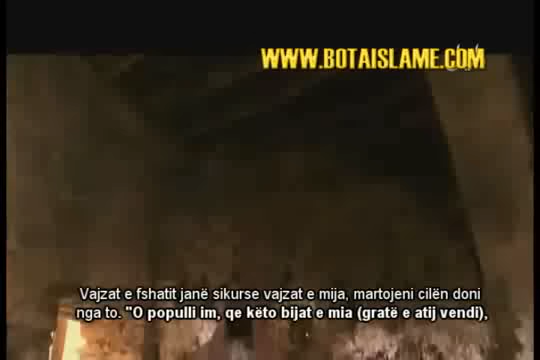 WWW.BOTAISLAME.COM
Vajzat e fshatit janë sikurse vajzat e mija, martojeni cilën doni
nga to. "O populli im, qe këto bijat e mia (gratë e atij vendi),